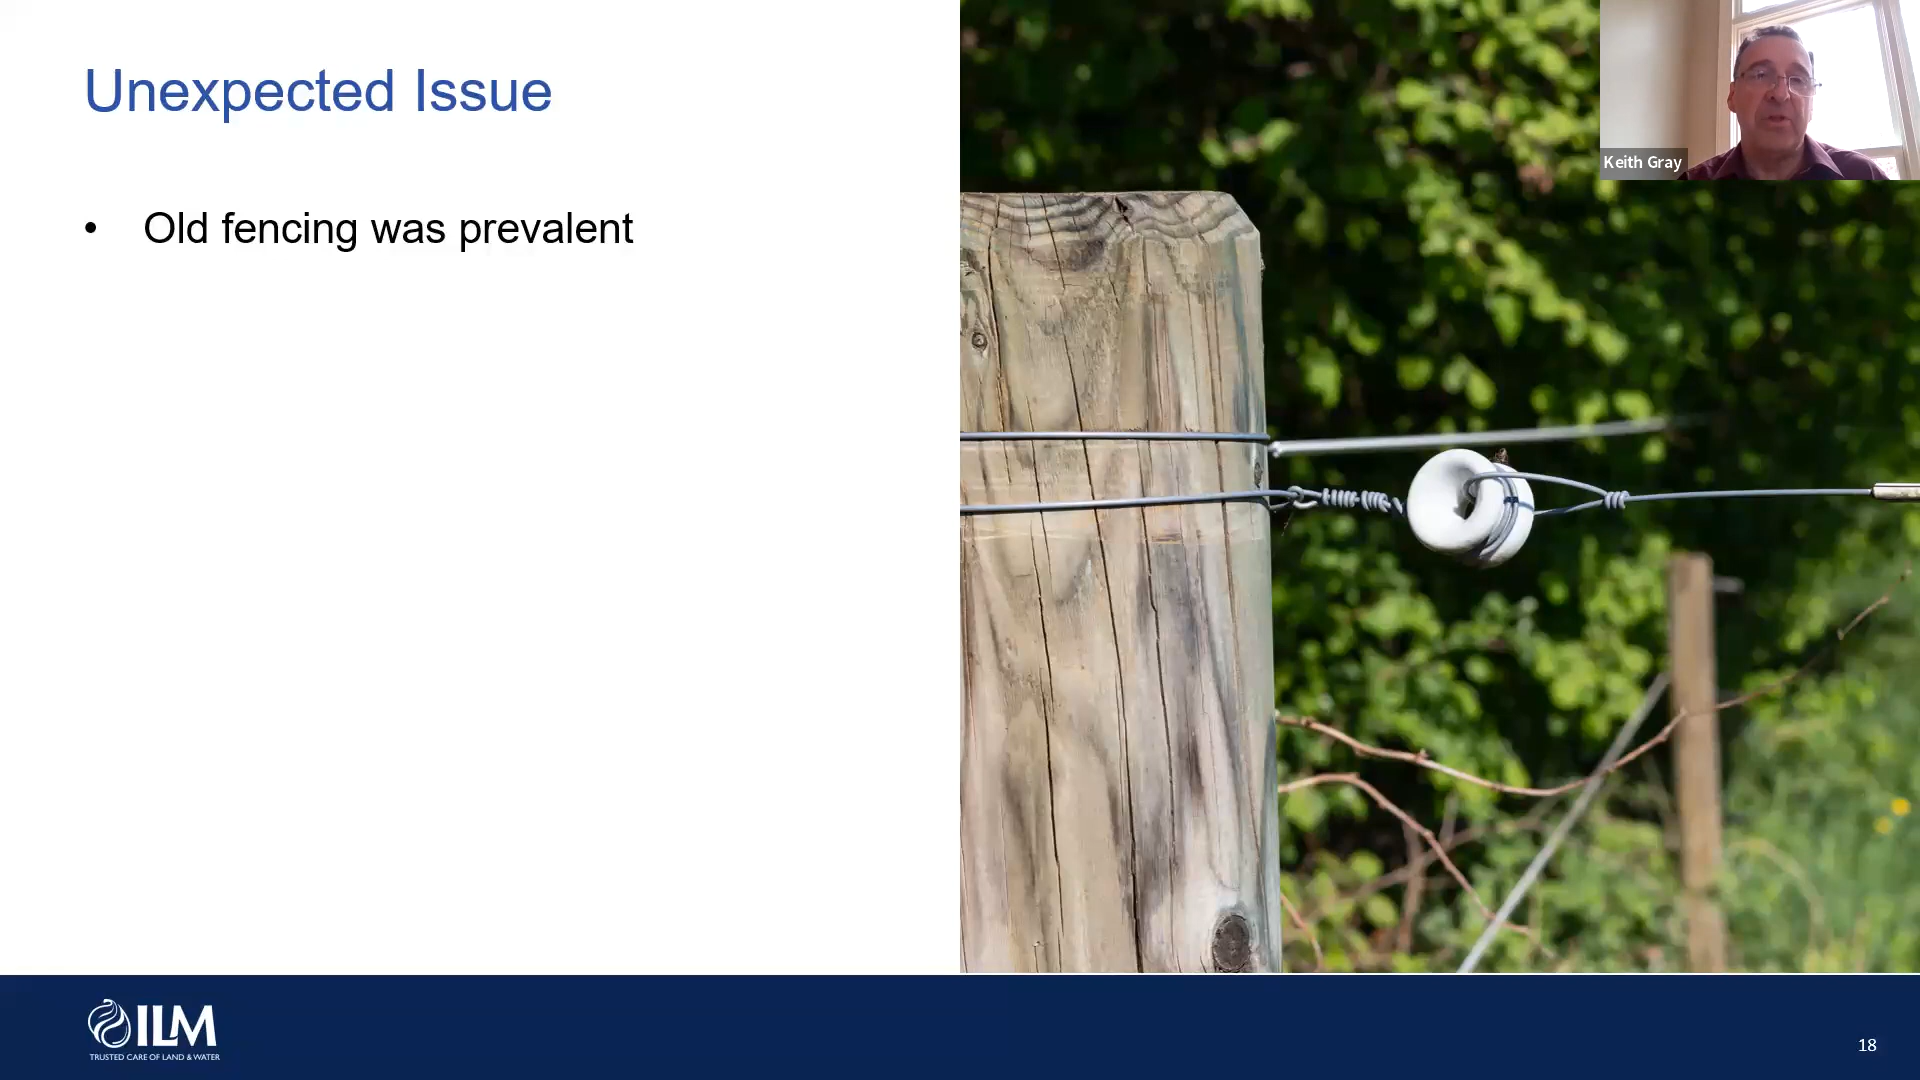 Unexpected Issue
Keith Gray
• Old fencing was prevalent
ILM
TRUSTED CARE OF LAND & WATER
18